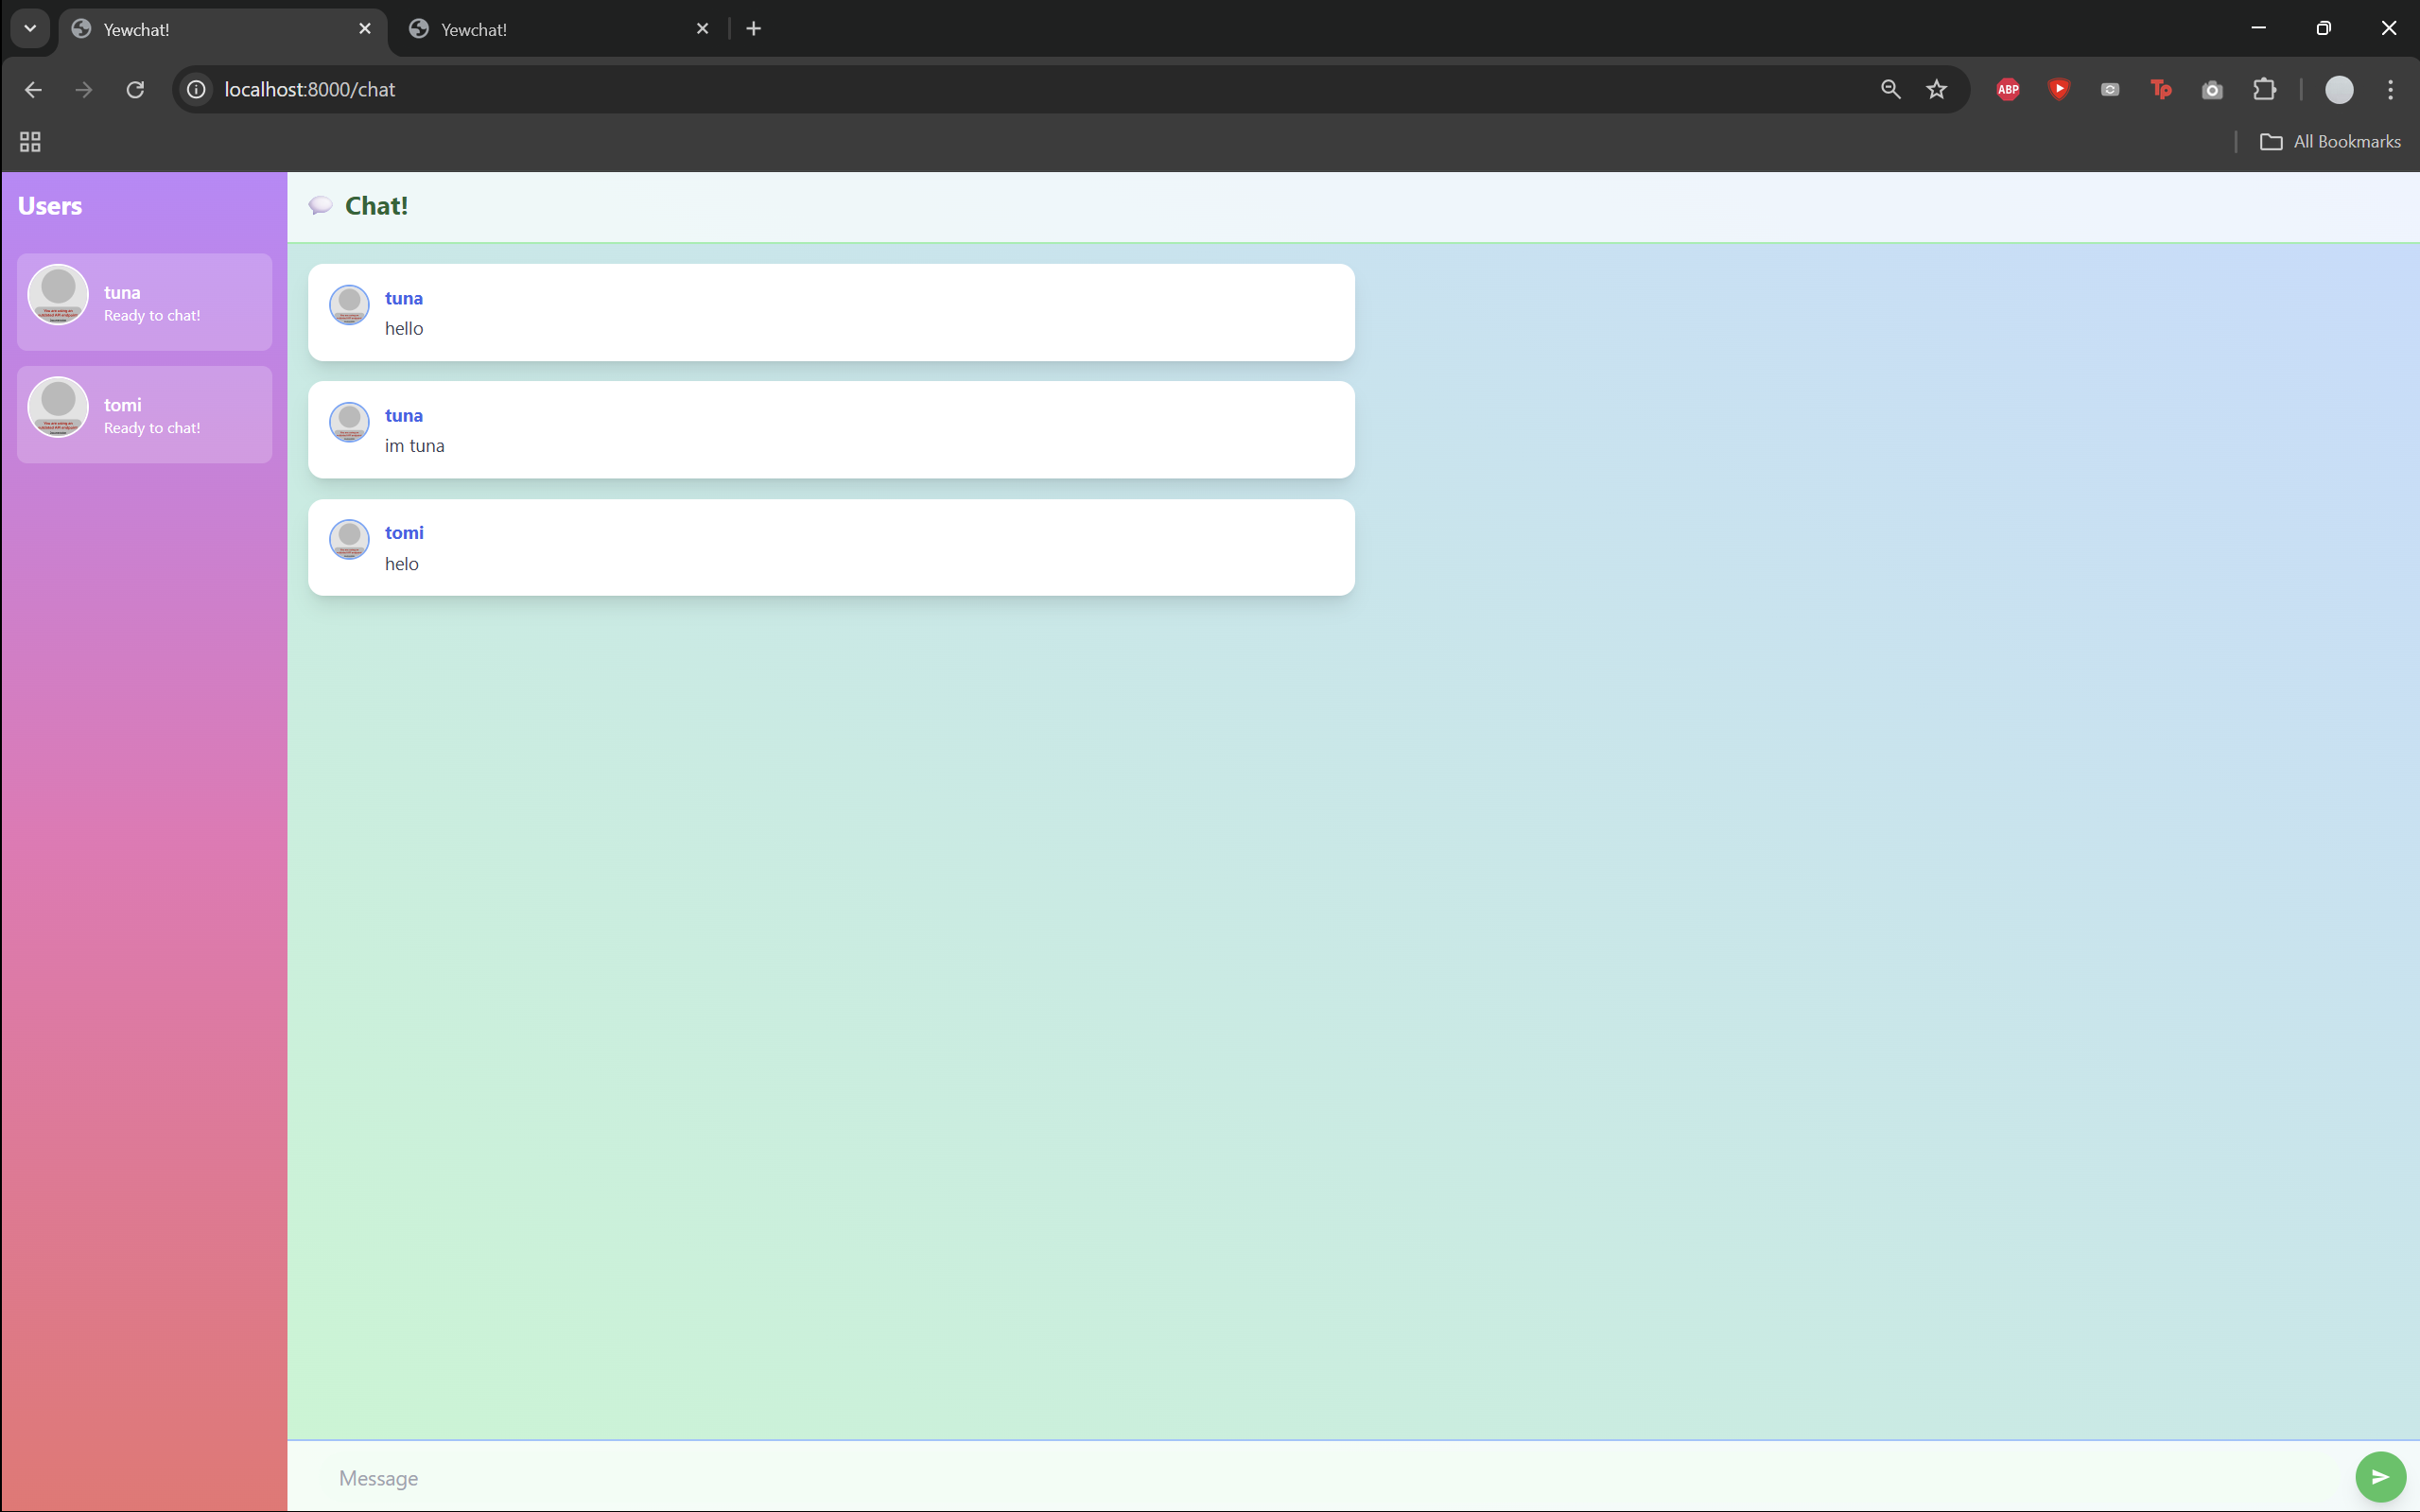 Yewchat!
Yewchat!
localhost:8000/chat
ABP
Tp
All Bookmarks
Users
Chat!
tuna
Ready to chat!
tomi
Ready to chat!
tuna
hello
tuna
im tuna
tomi
helo
Message